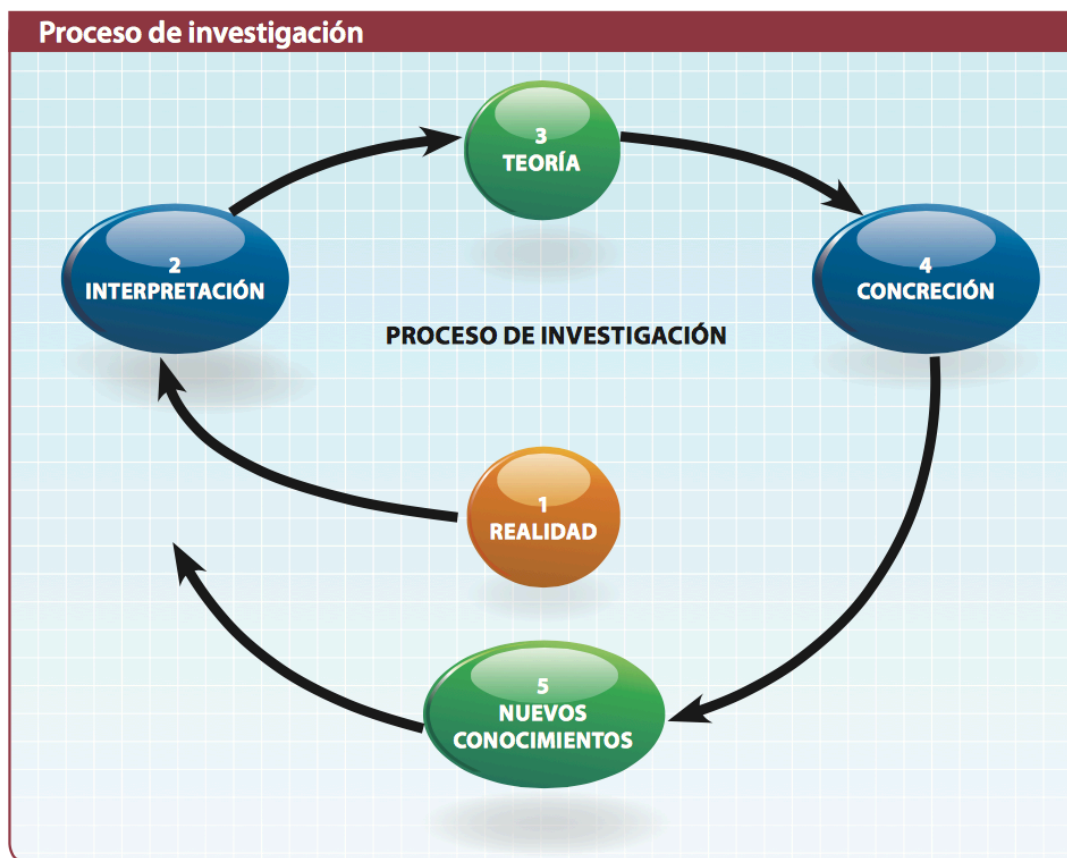 Proceso de investigación
3
TEORÍA
2
INTERPRETACIÓN
4
CONCRECIÓN
PROCESO DE INVESTIGACIÓN
1
REALIDAD
5
NUEVOS
CONOCIMIENTOS